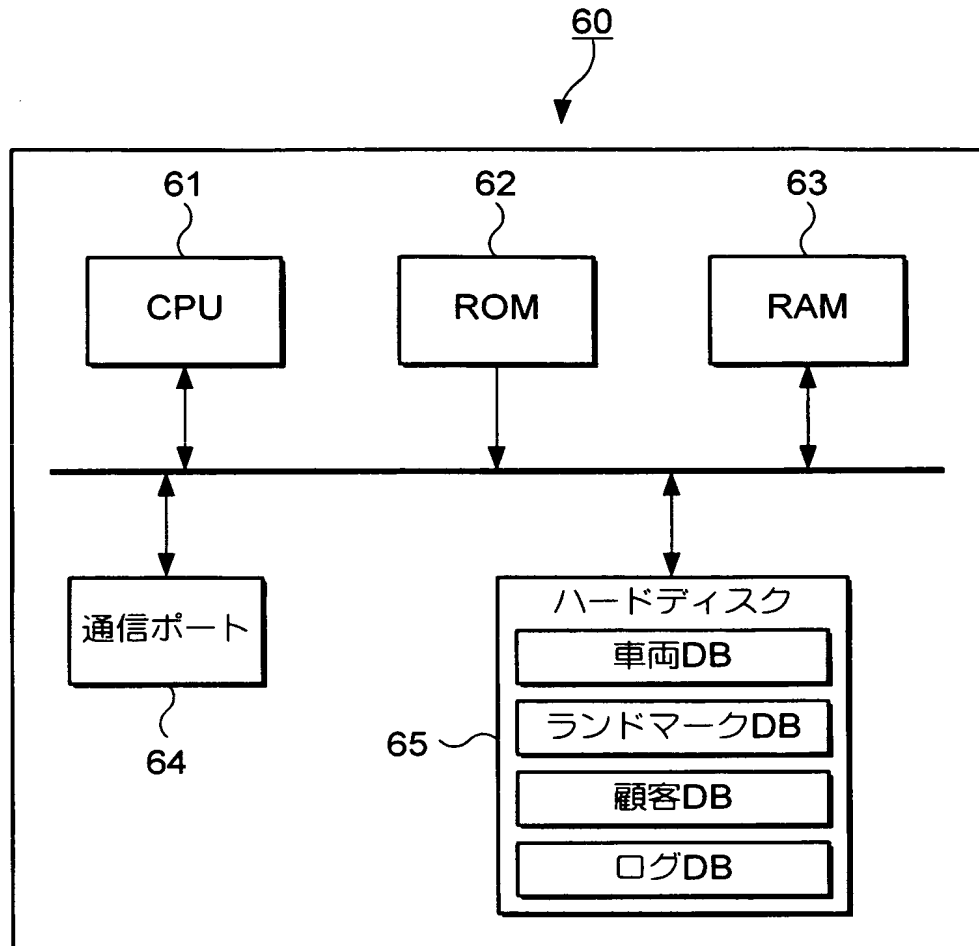 60
61
62
63
CPU
ROM
RAM
通信ポート
64
65
ハードディスク
車両DB
ランドマークDB
顧客DB
ログDB